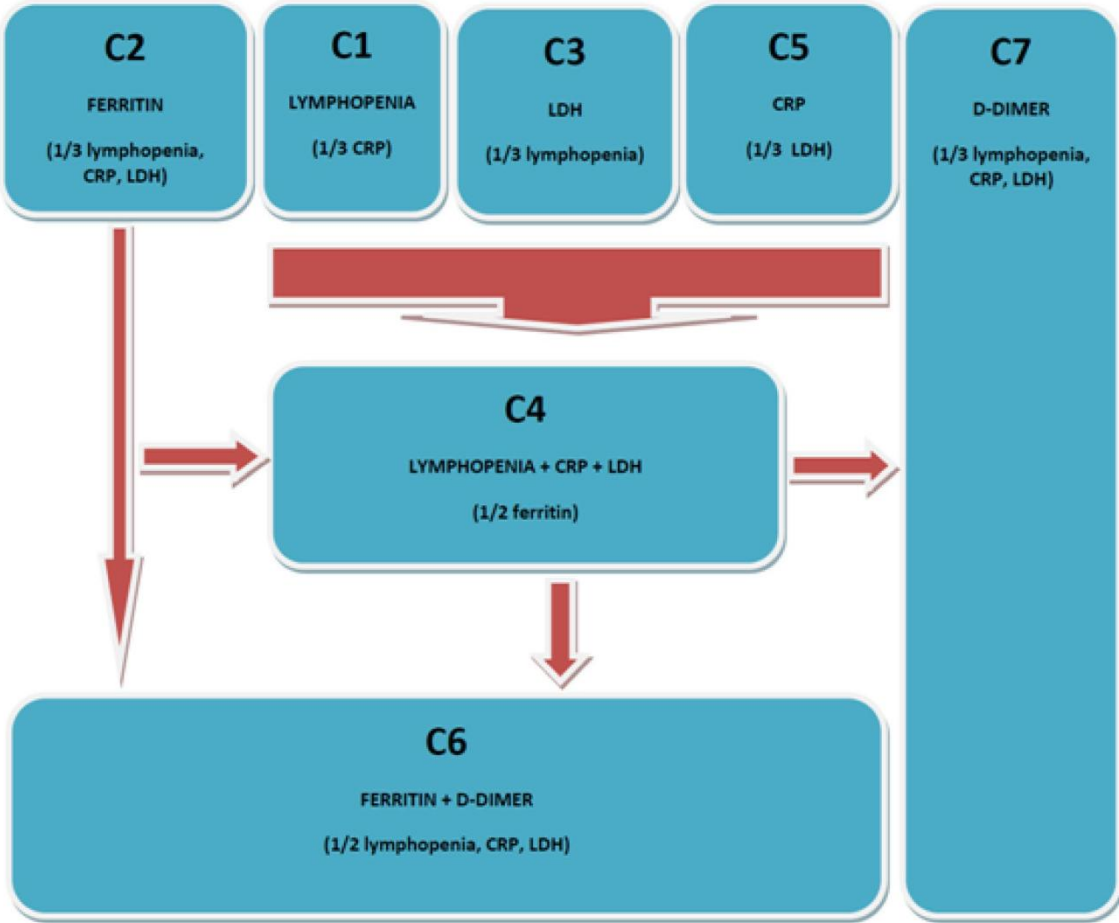 C2
FERRITIN
(1/3 lymphopenia,
CRP, LDH)
C1
LYMPHOPENIA
(1/3 CRP)
C3
LDH
(1/3 lymphopenia)
C5
CRP
(1/3 LDH)
C7
D-DIMER
(1/3 lymphopenia,
CRP, LDH)
C4
LYMPHOPENIA + CRP + LDH
(1/2 ferritin)
C6
FERRITIN + D-DIMER
(1/2 lymphopenia, CRP, LDH)